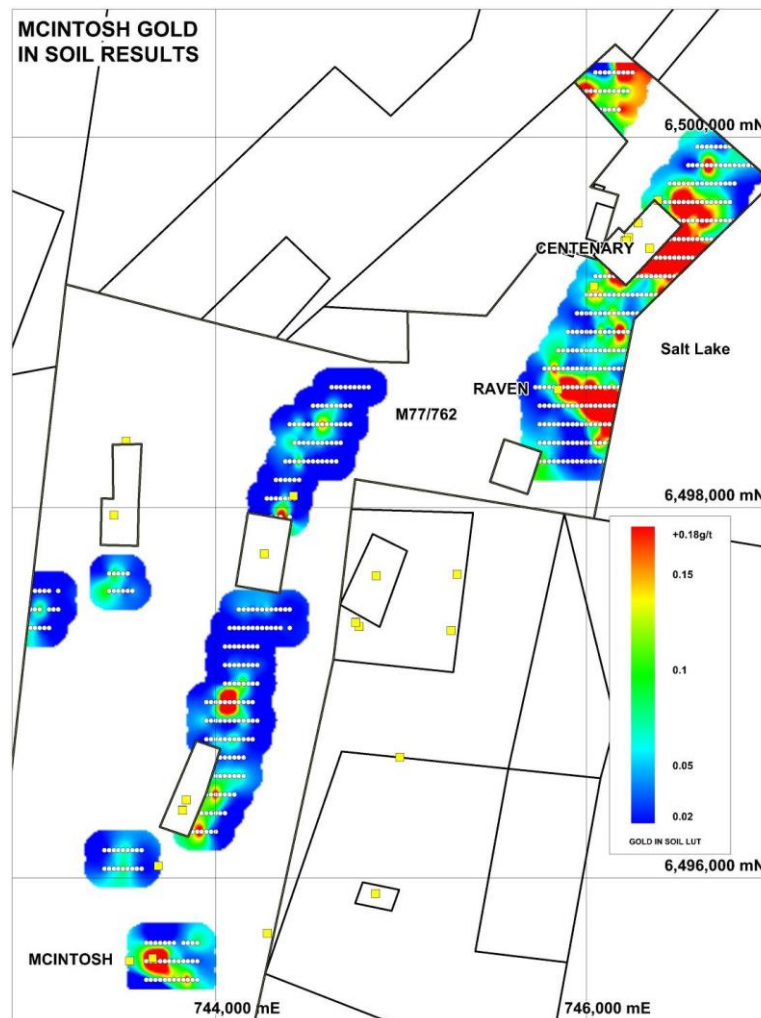 MCINTOSH GOLD
IN SOIL RESULTS
6,500,000 mN
CENTENARY
Salt Lake
RAVEN
M77/762
6,498,000 mN
+0.18g/t
0.15
0.1
0.05
0.02
GOLD IN SOIL LUT
6,496,000 mN
MCINTOSH
744,000 mE
746,000 mE